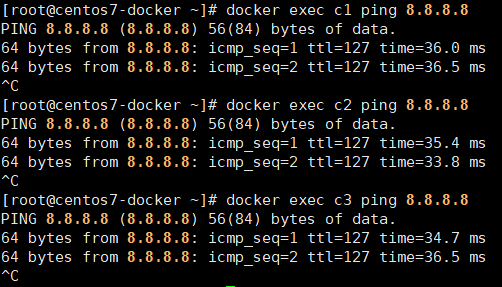 [root@centos7-docker ~]# docker exec c1 ping 8.8.8.8
PING 8.8.8.8 (8.8.8.8) 56(84) bytes of data.
64 bytes from 8.8.8.8: icmp_seq=1 ttl=127 time=36.0 ms
64 bytes from 8.8.8.8: icmp_seq=2 ttl=127 time=36.5 ms
^C
[root@centos7-docker ~]# docker exec c2 ping 8.8.8.8
PING 8.8.8.8 (8.8.8.8) 56(84) bytes of data.
64 bytes from 8.8.8.8: icmp_seq=1 ttl=127 time=35.4 ms
64 bytes from 8.8.8.8: icmp_seq=2 ttl=127 time=33.8 ms
^C
[root@centos7-docker ~]# docker exec c3 ping 8.8.8.8
PING 8.8.8.8 (8.8.8.8) 56(84) bytes of data.
64 bytes from 8.8.8.8: icmp_seq=1 ttl=127 time=34.7 ms
64 bytes from 8.8.8.8: icmp_seq=2 ttl=127 time=36.5 ms
^C